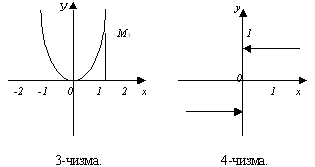 У
M₁
-2 -1 0 1 2 x
3-чизма.
y
1
0
1 x
4-чизма.